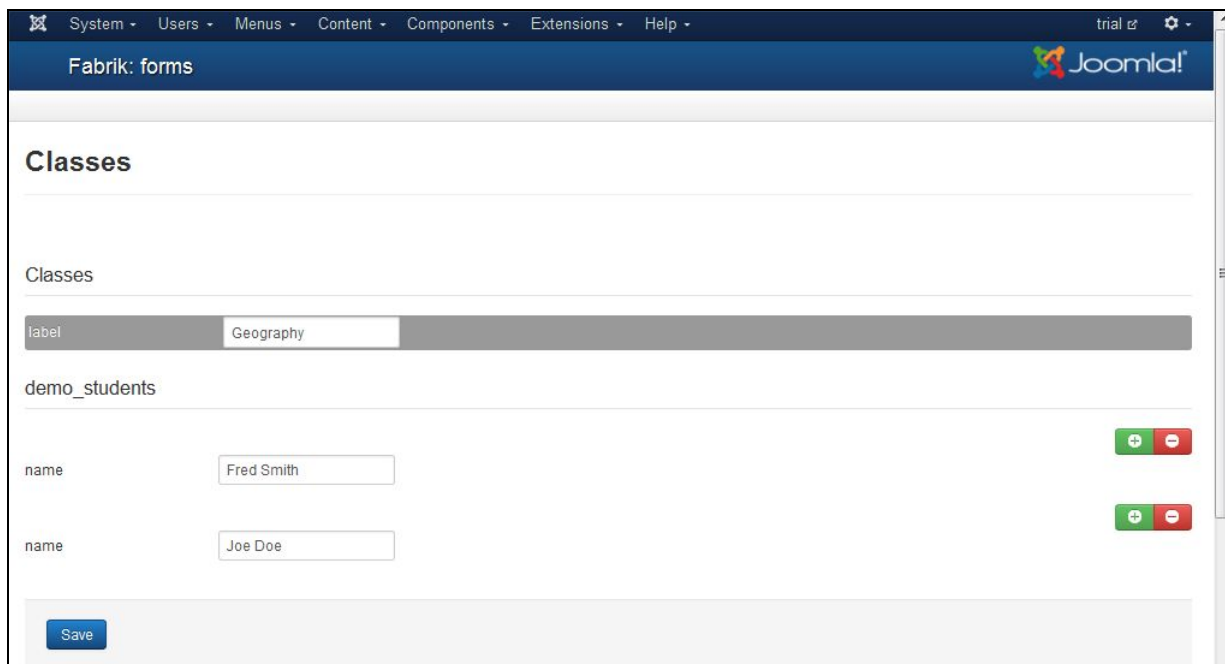 System Users Menus Content Components Extensions Help trial
Fabrik: forms Joomla!
Classes
Classes
label Geography
demo_students
name Fred Smith
name Joe Doe
Save